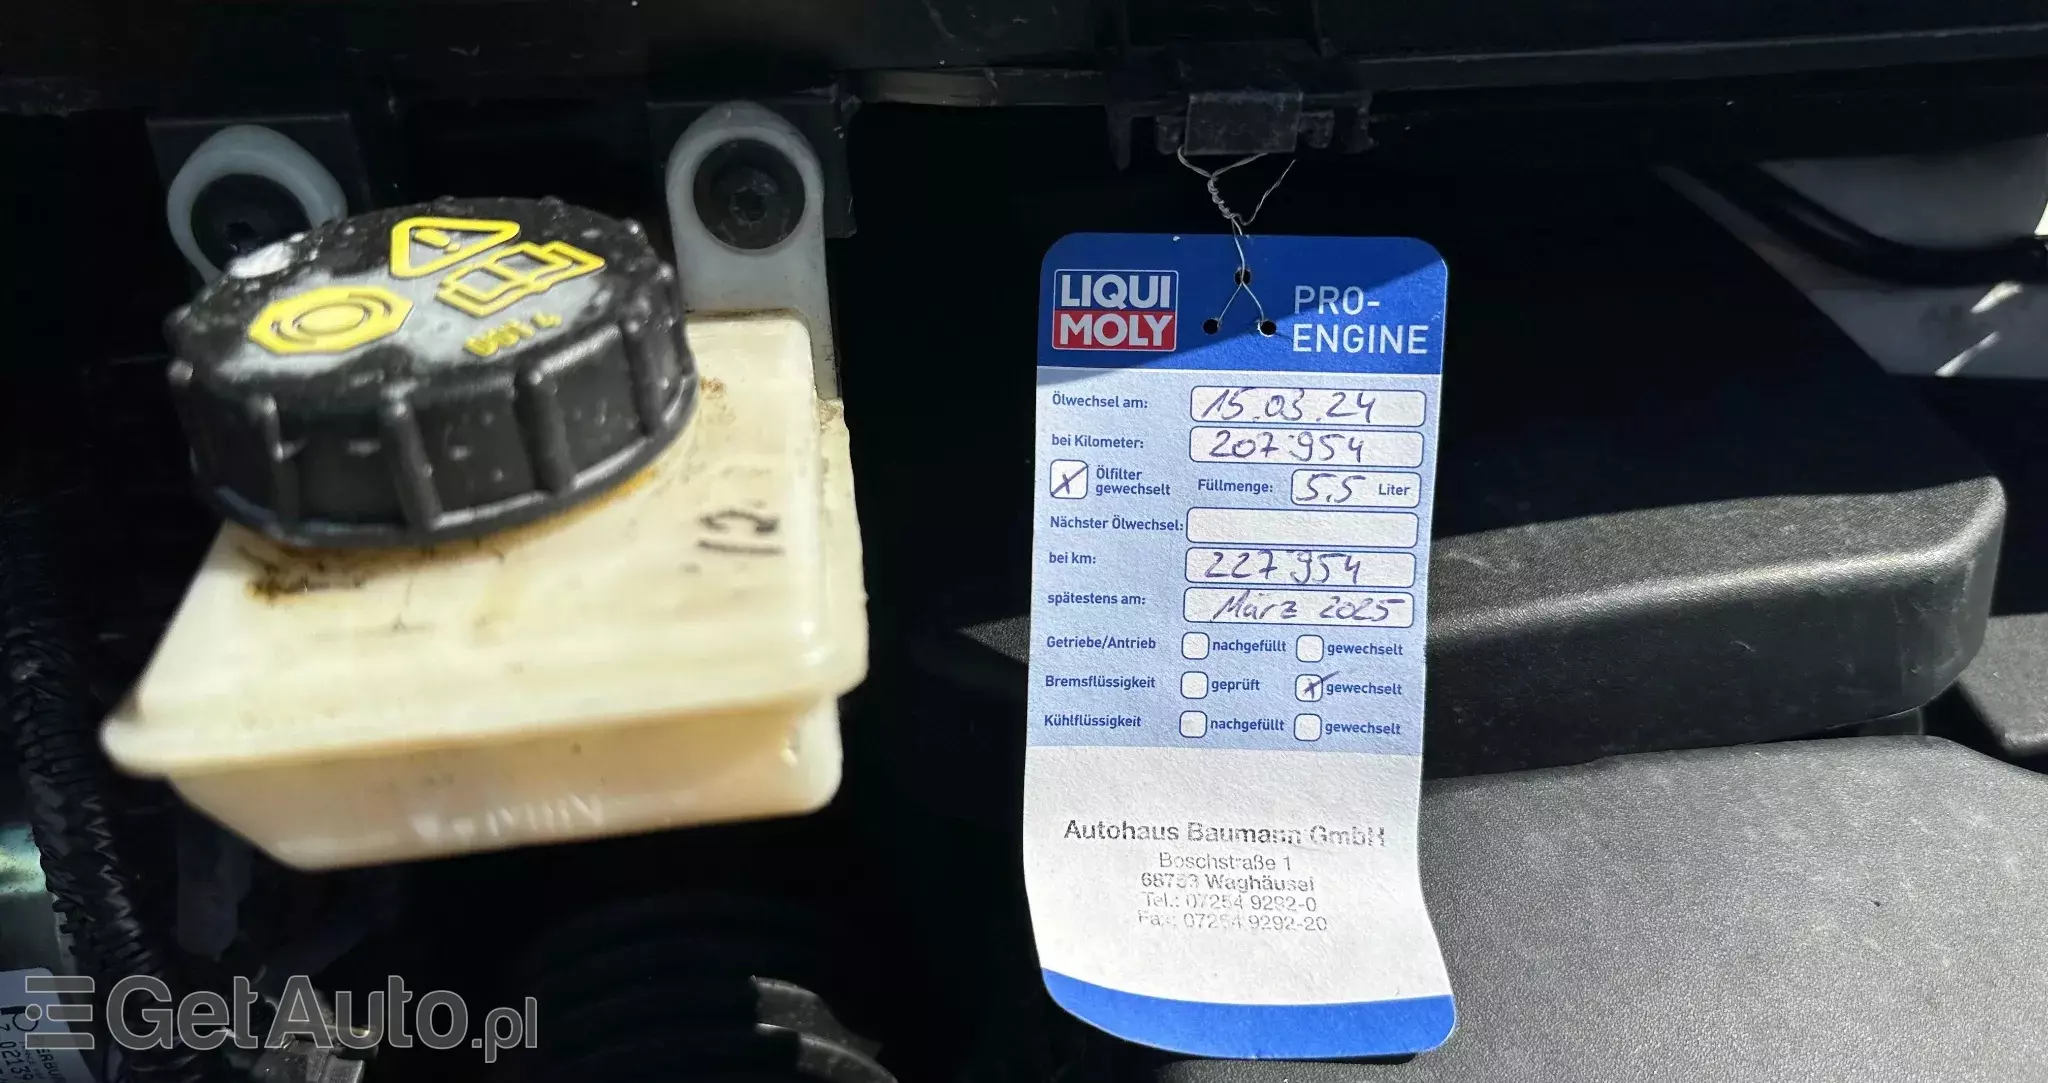 DOT 4
MIN
LIQUI
MOLY
PRO-
ENGINE
Ölwechsel am: 15.03.24
bei Kilometer: 207.954
X Ölfilter
gewechselt Füllmenge: 5,5 Liter
Nächster Ölwechsel:
bei km: 227.954
spätestens am: März 2025
Getriebe/Antrieb nachgefüllt gewechselt
Bremsflüssigkeit geprüft X gewechselt
Kühlflüssigkeit nachgefüllt gewechselt
Autohaus Baumann GmbH
Boschstraße 1
68753 Waghäusel
Tel.: 07254 9292-0
Fax: 07254 9292-20
GetAuto.pl